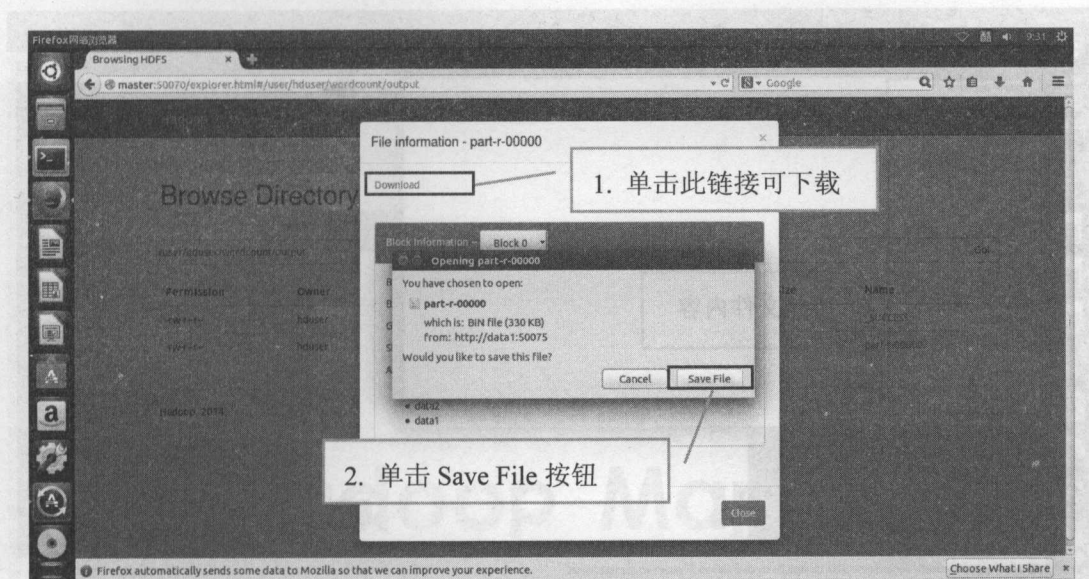 Firefox网络浏览器
9:31
Browsing HDFS
master:50070/explorer.html#/user/hduser/wordcount/output
Google
File information - part-r-00000
Download
1. 单击此链接可下载
Browse Directory
Block Information -
Block 0
Opening part-r-00000
You have chosen to open:
part-r-00000
which is: BIN file (330 KB)
from: http://data1:50075
Would you like to save this file?
Cancel
Save File
Permission
Owner
Name
hduser
hduser
Hadoop, 2014.
data2
data1
2. 单击 Save File 按钮
Close
Firefox automatically sends some data to Mozilla so that we can improve your experience.
Choose What I Share